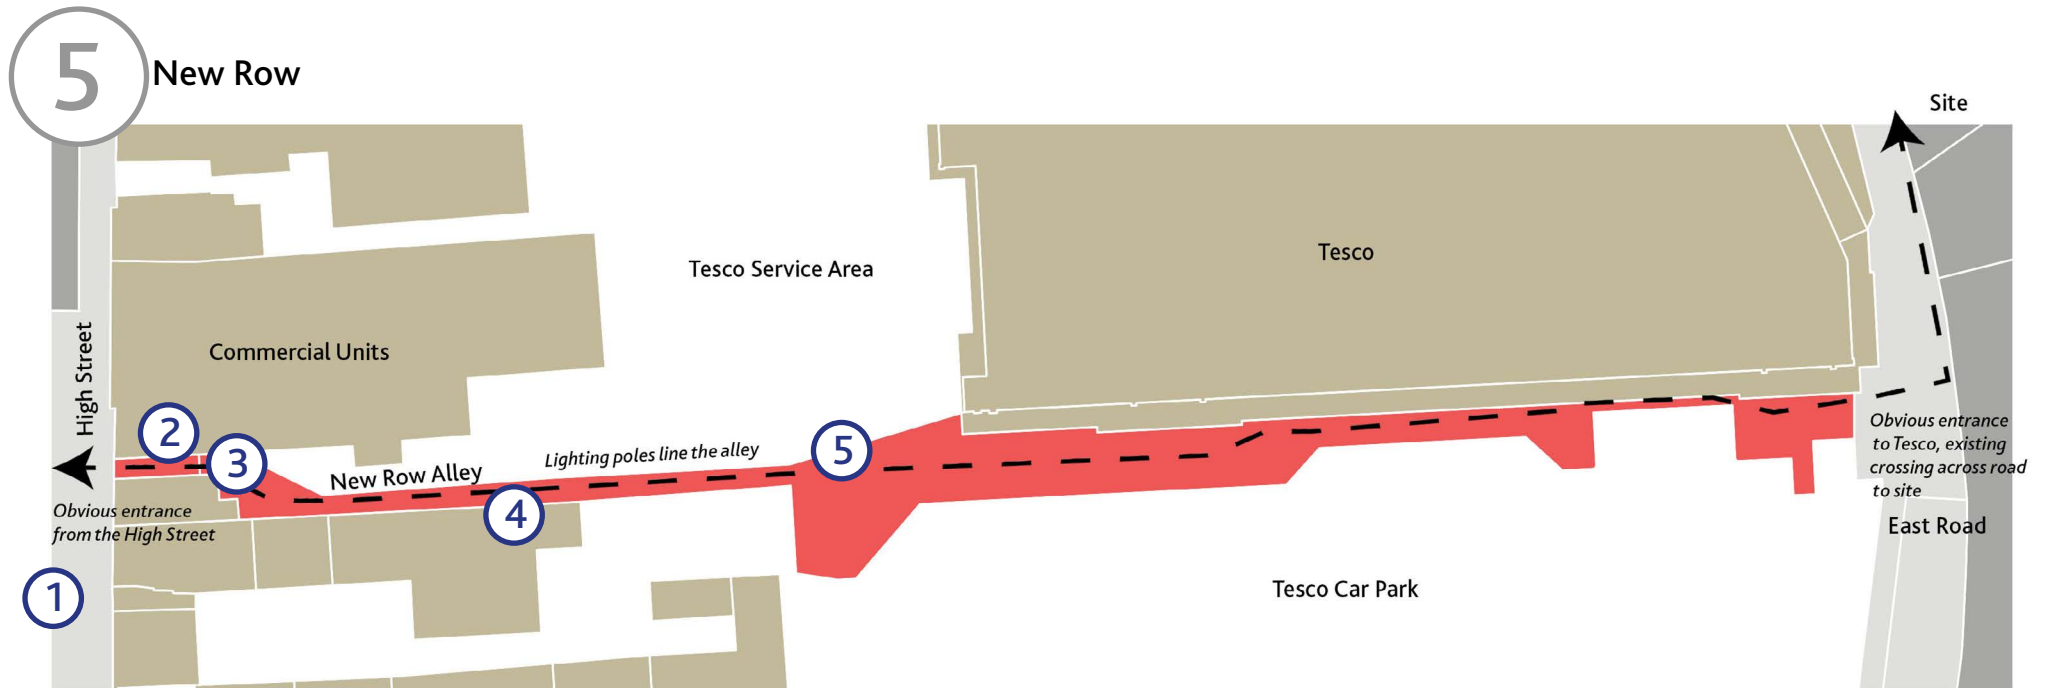 5
New Row
Site
Tesco
Tesco Service Area
High Street
Commercial Units
2
3
5
Lighting poles line the alley
New Row Alley
4
Obvious entrance
from the High Street
1
Obvious entrance
to Tesco, existing
crossing across road
to site
East Road
Tesco Car Park